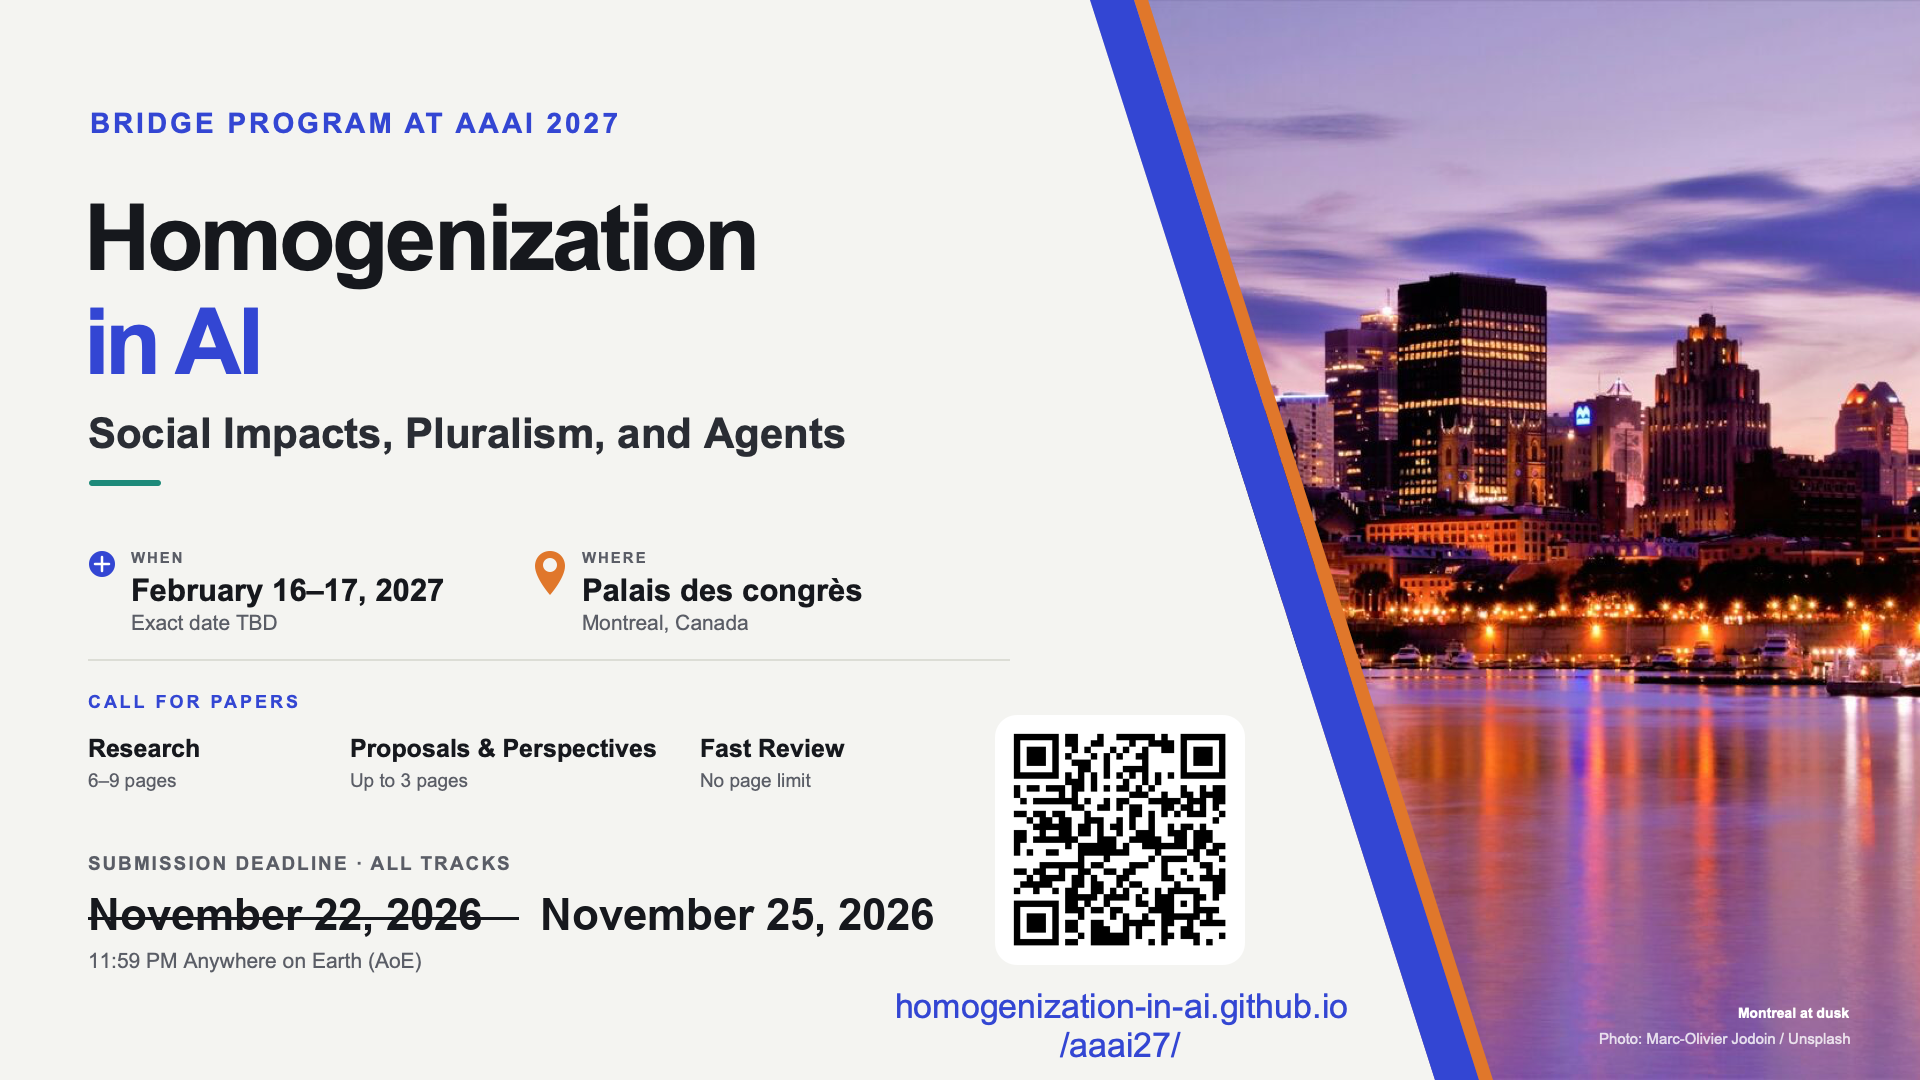 BRIDGE PROGRAM AT AAAI 2027
Homogenization
in AI
Social Impacts, Pluralism, and Agents
WHEN
February 16–17, 2027
Exact date TBD
WHERE
Palais des congrès
Montreal, Canada
CALL FOR PAPERS
Research
6–9 pages
Proposals & Perspectives
Up to 3 pages
Fast Review
No page limit
SUBMISSION DEADLINE · ALL TRACKS
November 22, 2026 November 25, 2026
11:59 PM Anywhere on Earth (AoE)
homogenization-in-ai.github.io
/aaai27/
Montreal at dusk
Photo: Marc-Olivier Jodoin / Unsplash